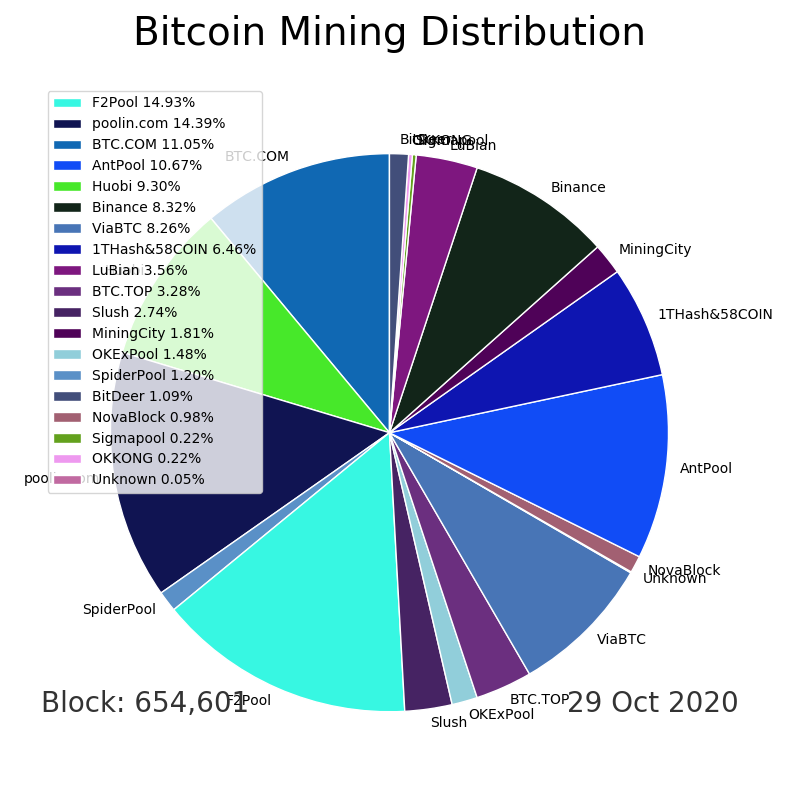 Bitcoin Mining Distribution
F2Pool 14.93%
poolin.com 14.39%
BTC.COM 11.05%
AntPool 10.67%
Huobi 9.30%
Binance 8.32%
ViaBTC 8.26%
1THash&58COIN 6.46%
LuBian 3.56%
BTC.TOP 3.28%
Slush 2.74%
MiningCity 1.81%
OKExPool 1.48%
SpiderPool 1.20%
BitDeer 1.09%
NovaBlock 0.98%
Sigmapool 0.22%
OKKONG 0.22%
Unknown 0.05%
BTC.COM
LuBian
Binance
MiningCity
1THash&58COIN
AntPool
NovaBlock
Unknown
ViaBTC
BTC.TOP
OKExPool
Slush
F2Pool
SpiderPool
Block: 654,601
29 Oct 2020